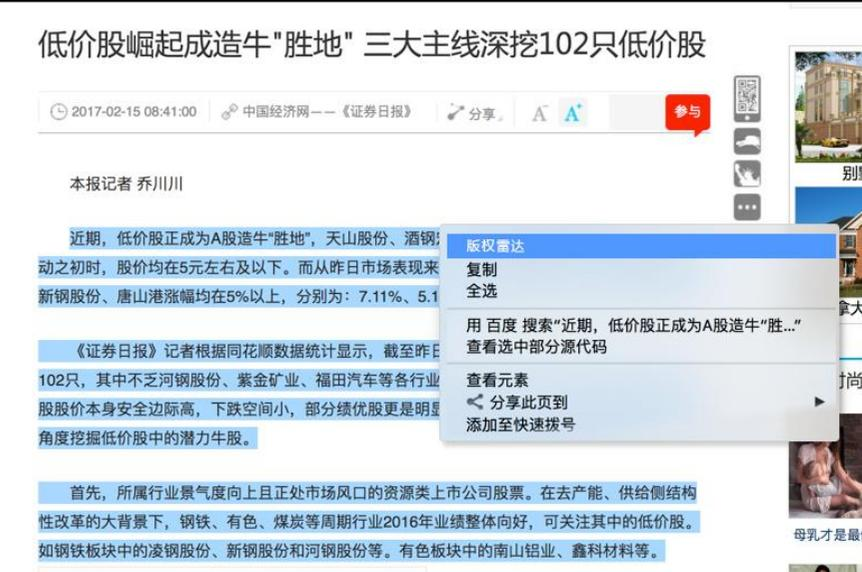 低价股崛起成造牛"胜地" 三大主线深挖102只低价股
2017-02-15 08:41:00 中国经济网——《证券日报》 分享 A- A+ 参与
本报记者 乔川川
别墅
近期，低价股正成为A股造牛“胜地”，天山股份、酒钢
动之初时，股价均在5元左右及以下。而从昨日市场表现来
新钢股份、唐山港涨幅均在5%以上，分别为：7.11%、5.1
《证券日报》记者根据同花顺数据统计显示，截至昨日
102只，其中不乏河钢股份、紫金矿业、福田汽车等各行业
股股价本身安全边际高，下跌空间小，部分绩优股更是明显
角度挖掘低价股中的潜力牛股。
首先，所属行业景气度向上且正处市场风口的资源类上市公司股票。在去产能、供给侧结构
性改革的大背景下，钢铁、有色、煤炭等周期行业2016年业绩整体向好，可关注其中的低价股。
如钢铁板块中的凌钢股份、新钢股份和河钢股份等。有色板块中的南山铝业、鑫科材料等。
版权雷达
复制
全选
用 百度 搜索“近期，低价股正成为A股造牛“胜...”
查看选中部分源代码
查看元素
分享此页到
添加至快速拨号
拿大
时尚
母乳才是最